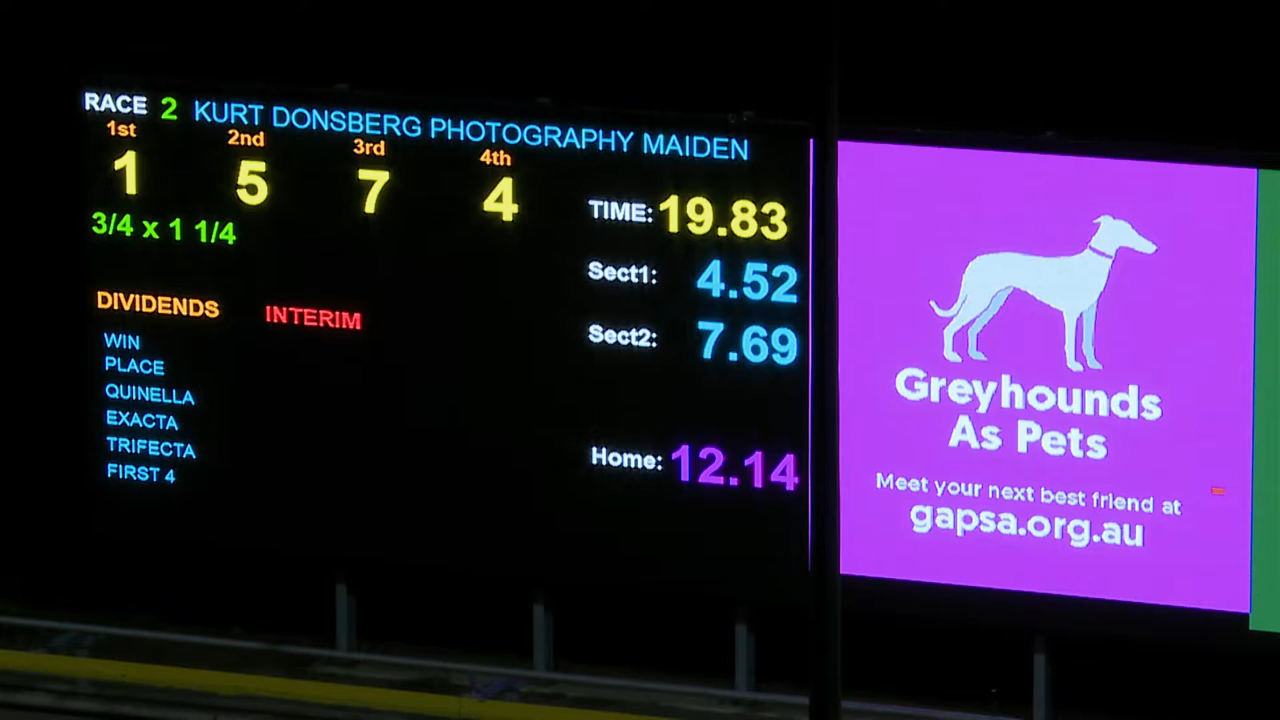 RACE 2 KURT DONSBERG PHOTOGRAPHY MAIDEN
1st 2nd 3rd 4th
1 5 7 4
3/4 x 1 1/4
TIME: 19.83
Sect1: 4.52
Sect2: 7.69
Home: 12.14
DIVIDENDS INTERIM
WIN
PLACE
QUINELLA
EXACTA
TRIFECTA
FIRST 4
Greyhounds
As Pets
Meet your next best friend at
gapsa.org.au